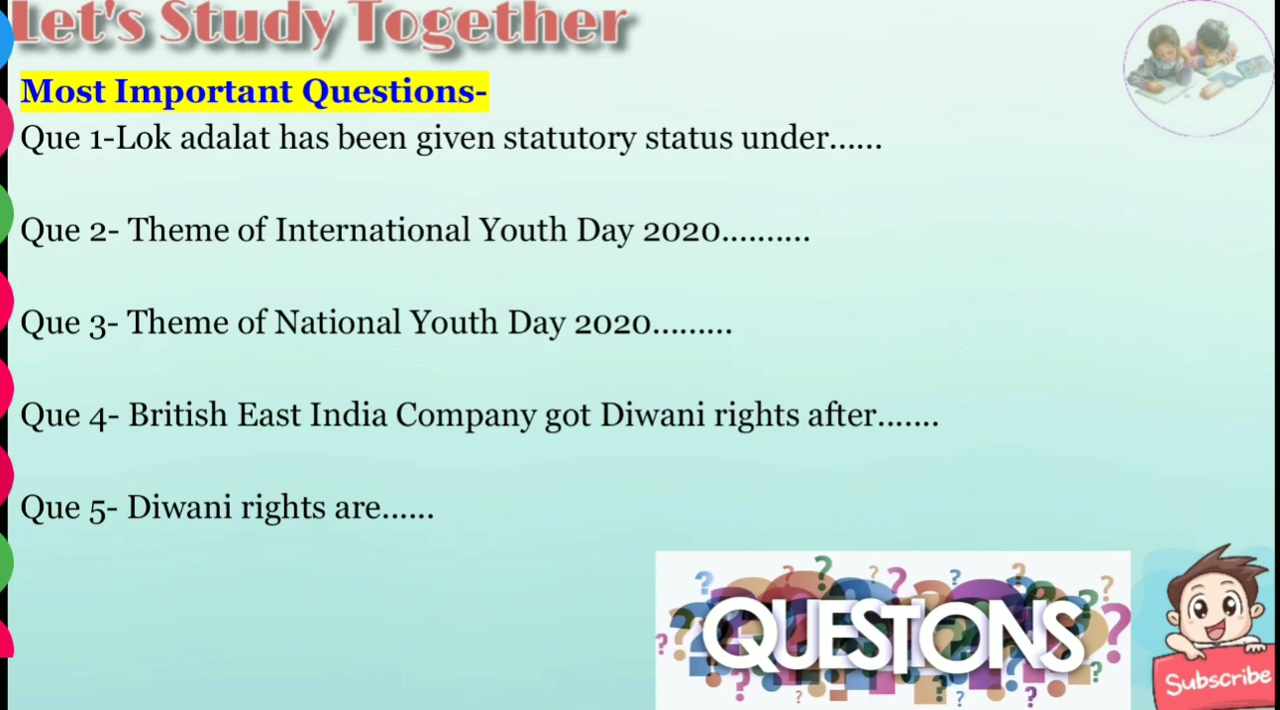 Let's Study Together
Most Important Questions-
Que 1-Lok adalat has been given statutory status under......
Que 2- Theme of International Youth Day 2020..........
Que 3- Theme of National Youth Day 2020.........
Que 4- British East India Company got Diwani rights after.......
Que 5- Diwani rights are......
QUESTONS
Subscribe